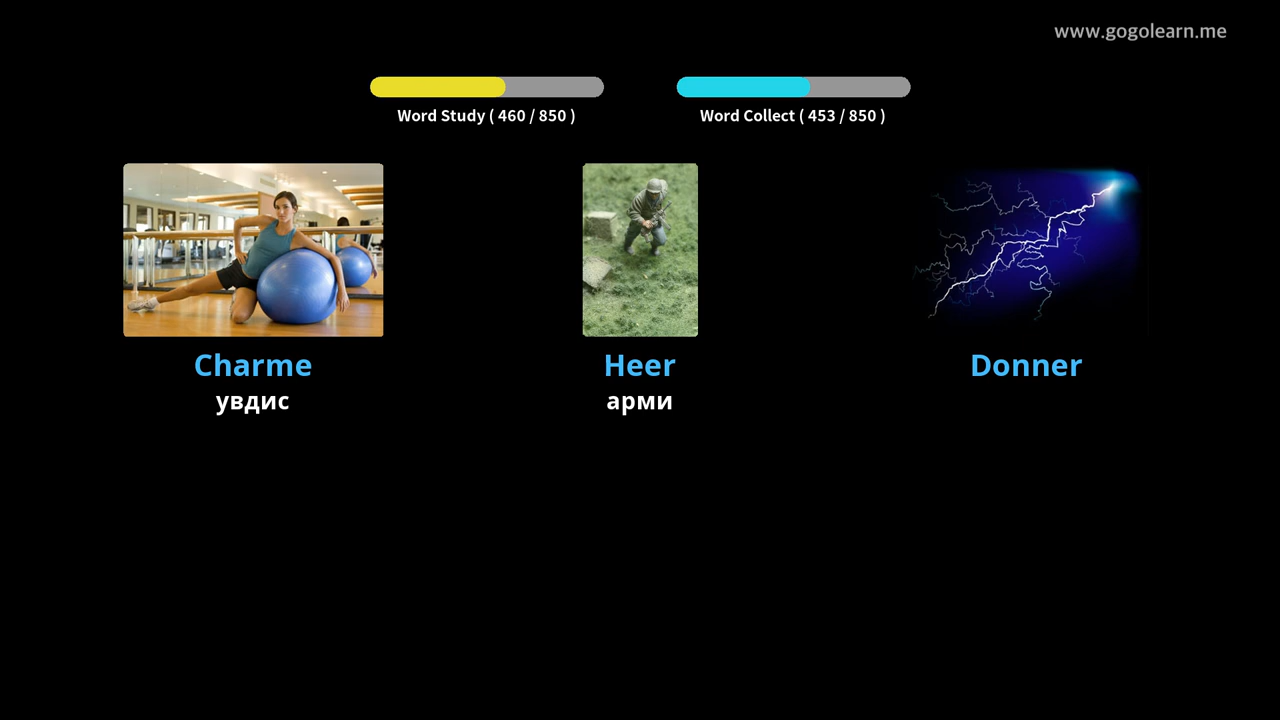 www.gogolearn.me
Word Study ( 460 / 850 )
Word Collect ( 453 / 850 )
Charme
увдис
Heer
арми
Donner